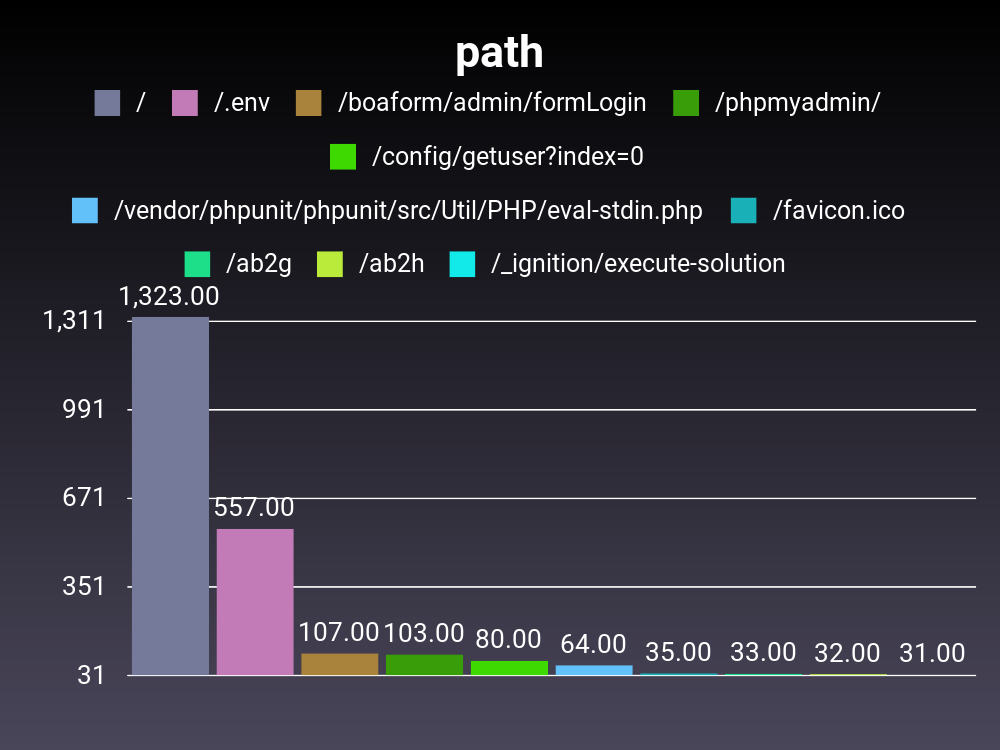 path
/ /.env /boaform/admin/formLogin /phpmyadmin/
/config/getuser?index=0
/vendor/phpunit/phpunit/src/Util/PHP/eval-stdin.php /favicon.ico
/ab2g /ab2h /_ignition/execute-solution
1,323.00
1,311
991
671
557.00
351
107.00 103.00 80.00 64.00 35.00 33.00 32.00 31.00
31